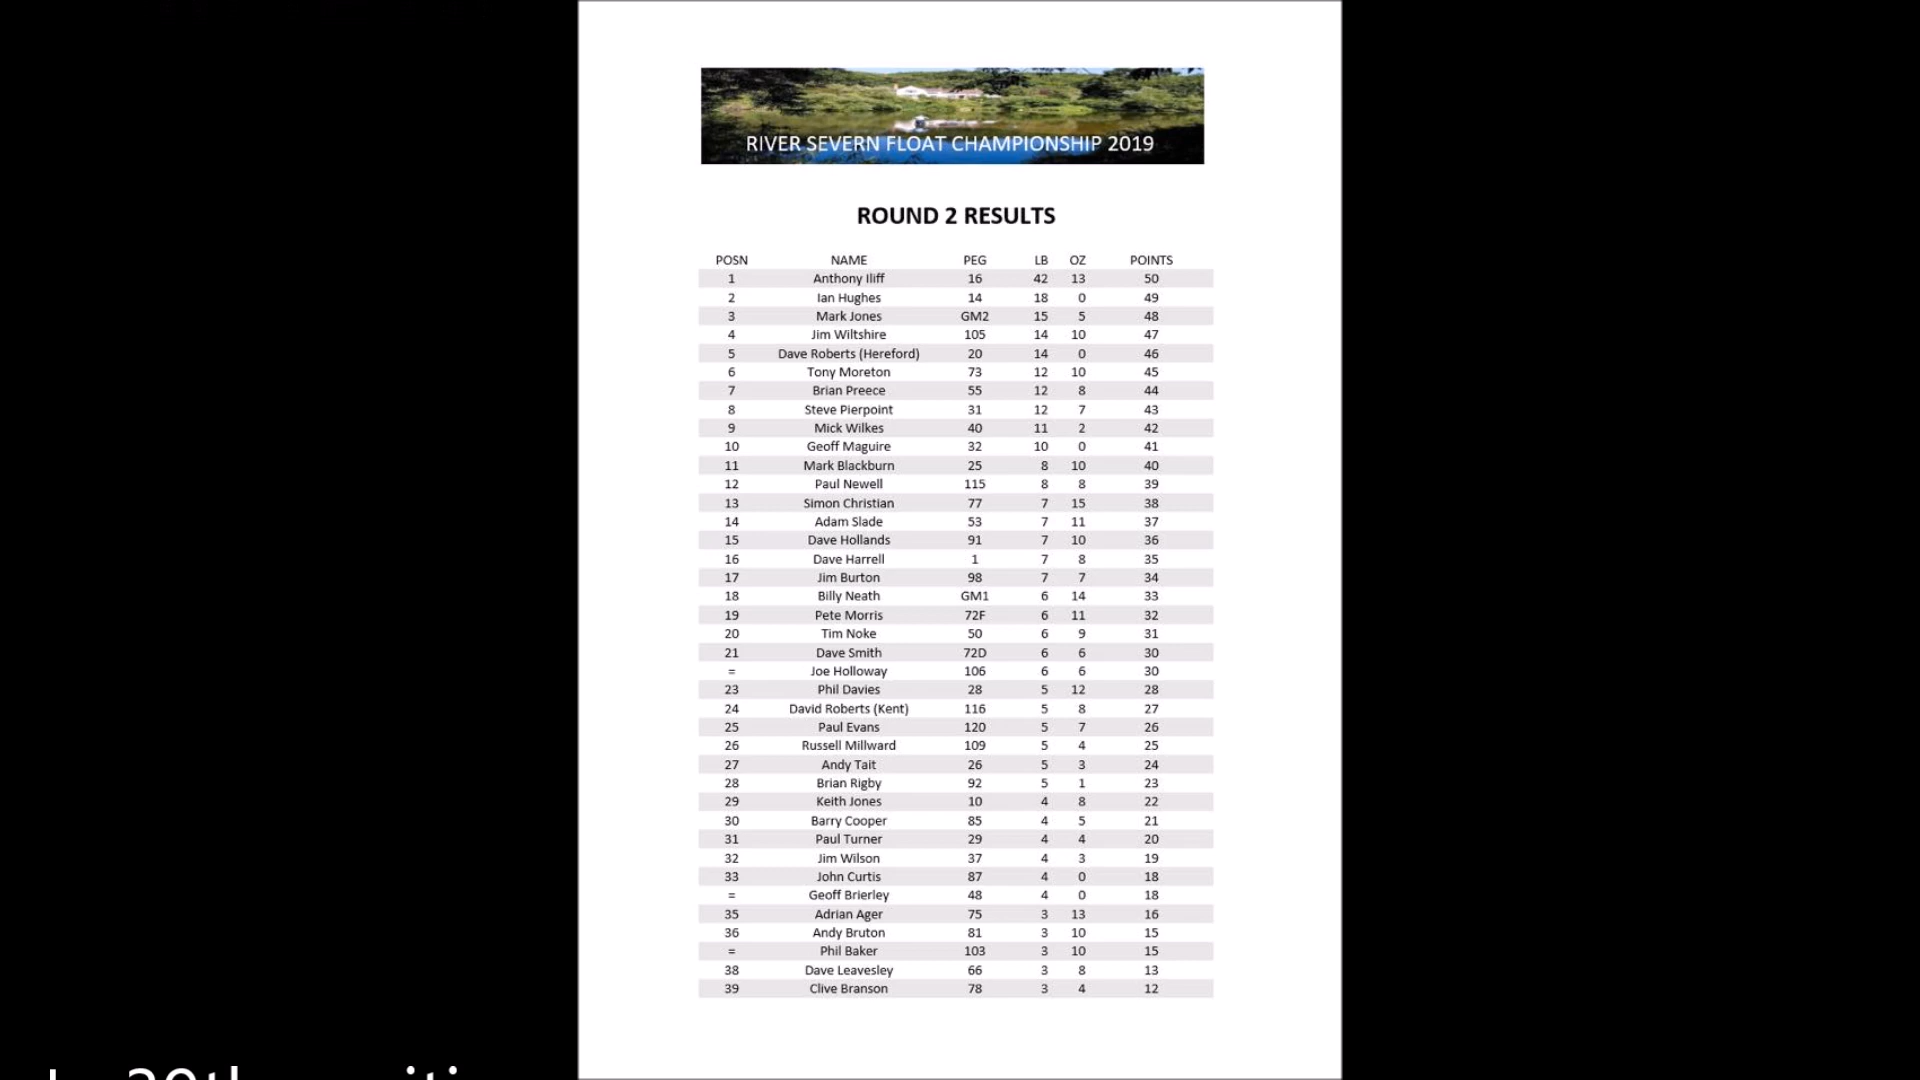 RIVER SEVERN FLOAT CHAMPIONSHIP 2019
ROUND 2 RESULTS
POSN NAME PEG LB OZ POINTS
1 Anthony Iliff 16 42 13 50
2 Ian Hughes 14 18 0 49
3 Mark Jones GM2 15 5 48
4 Jim Wiltshire 105 14 10 47
5 Dave Roberts (Hereford) 20 14 0 46
6 Tony Moreton 73 12 10 45
7 Brian Preece 55 12 8 44
8 Steve Pierpoint 31 12 7 43
9 Mick Wilkes 40 11 2 42
10 Geoff Maguire 32 10 0 41
11 Mark Blackburn 25 8 10 40
12 Paul Newell 115 8 8 39
13 Simon Christian 77 7 15 38
14 Adam Slade 53 7 11 37
15 Dave Hollands 91 7 10 36
16 Dave Harrell 1 7 8 35
17 Jim Burton 98 7 7 34
18 Billy Neath GM1 6 14 33
19 Pete Morris 72F 6 11 32
20 Tim Noke 50 6 9 31
21 Dave Smith 72D 6 6 30
= Joe Holloway 106 6 6 30
23 Phil Davies 28 5 12 28
24 David Roberts (Kent) 116 5 8 27
25 Paul Evans 120 5 7 26
26 Russell Millward 109 5 4 25
27 Andy Tait 26 5 3 24
28 Brian Rigby 92 5 1 23
29 Keith Jones 10 4 8 22
30 Barry Cooper 85 4 5 21
31 Paul Turner 29 4 4 20
32 Jim Wilson 37 4 3 19
33 John Curtis 87 4 0 18
= Geoff Brierley 48 4 0 18
35 Adrian Ager 75 3 13 16
36 Andy Bruton 81 3 10 15
= Phil Baker 103 3 10 15
38 Dave Leavesley 66 3 8 13
39 Clive Branson 78 3 4 12